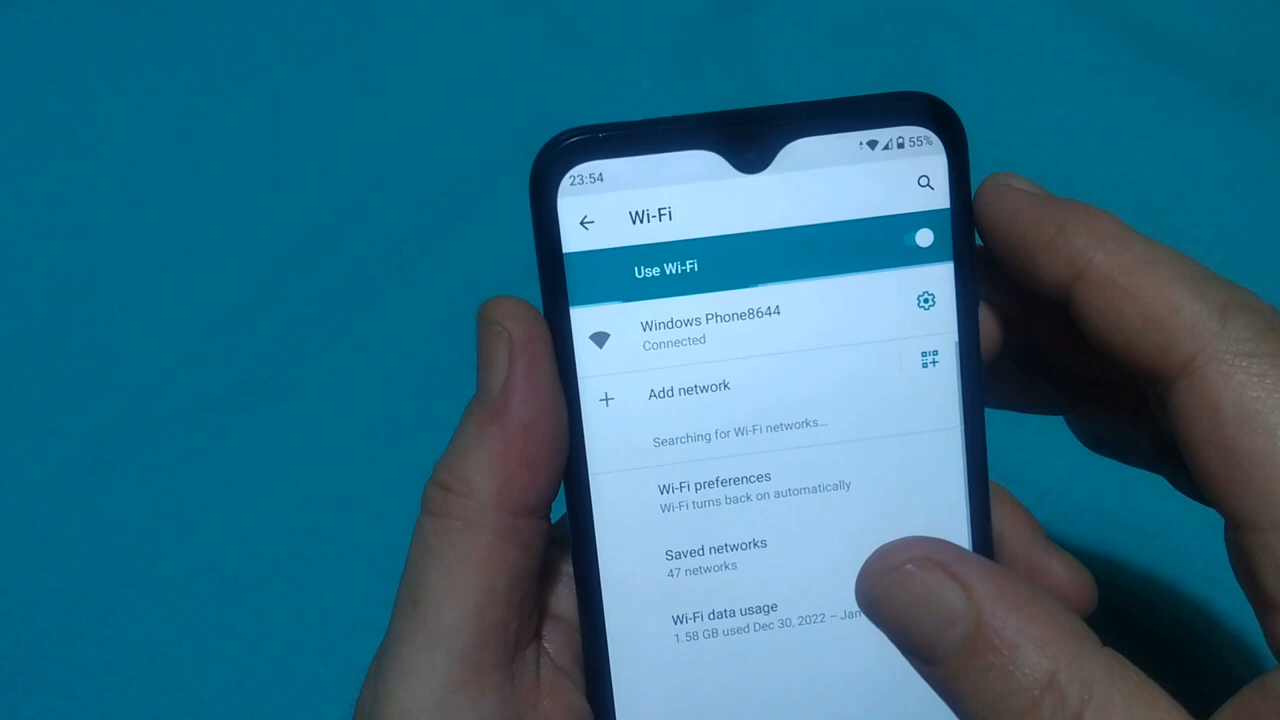 23:54
55%
Wi-Fi
Use Wi-Fi
Windows Phone8644
Connected
Add network
Searching for Wi-Fi networks…
Wi-Fi preferences
Wi-Fi turns back on automatically
Saved networks
47 networks
Wi-Fi data usage
1.58 GB used Dec 30, 2022 – Jan